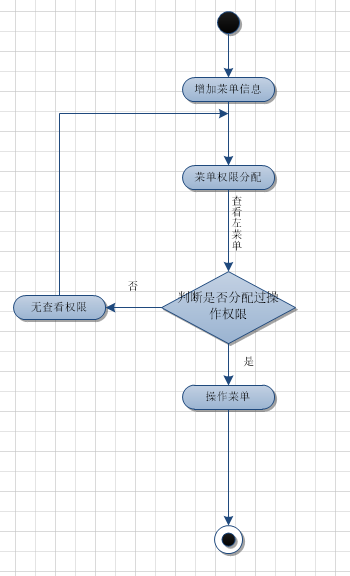 增加菜单信息
菜单权限分配
查看左菜单
判断是否分配过操
作权限
否
无查看权限
是
操作菜单